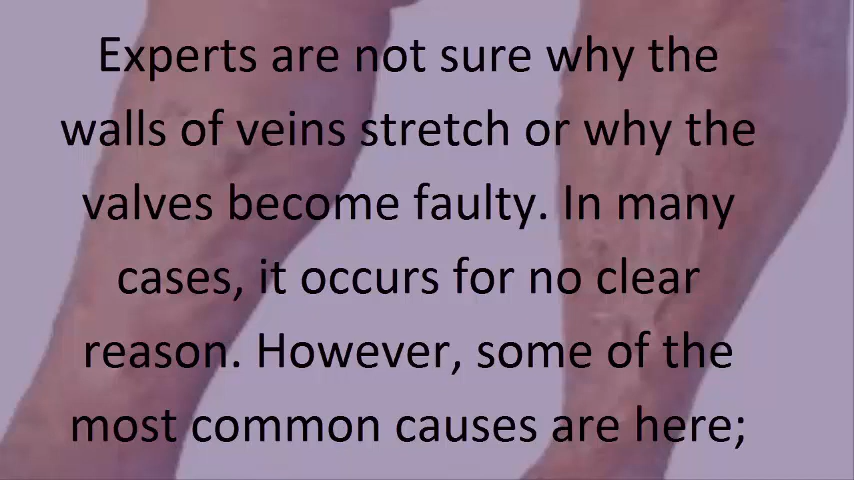 Experts are not sure why the
walls of veins stretch or why the
valves become faulty. In many
cases, it occurs for no clear
reason. However, some of the
most common causes are here;